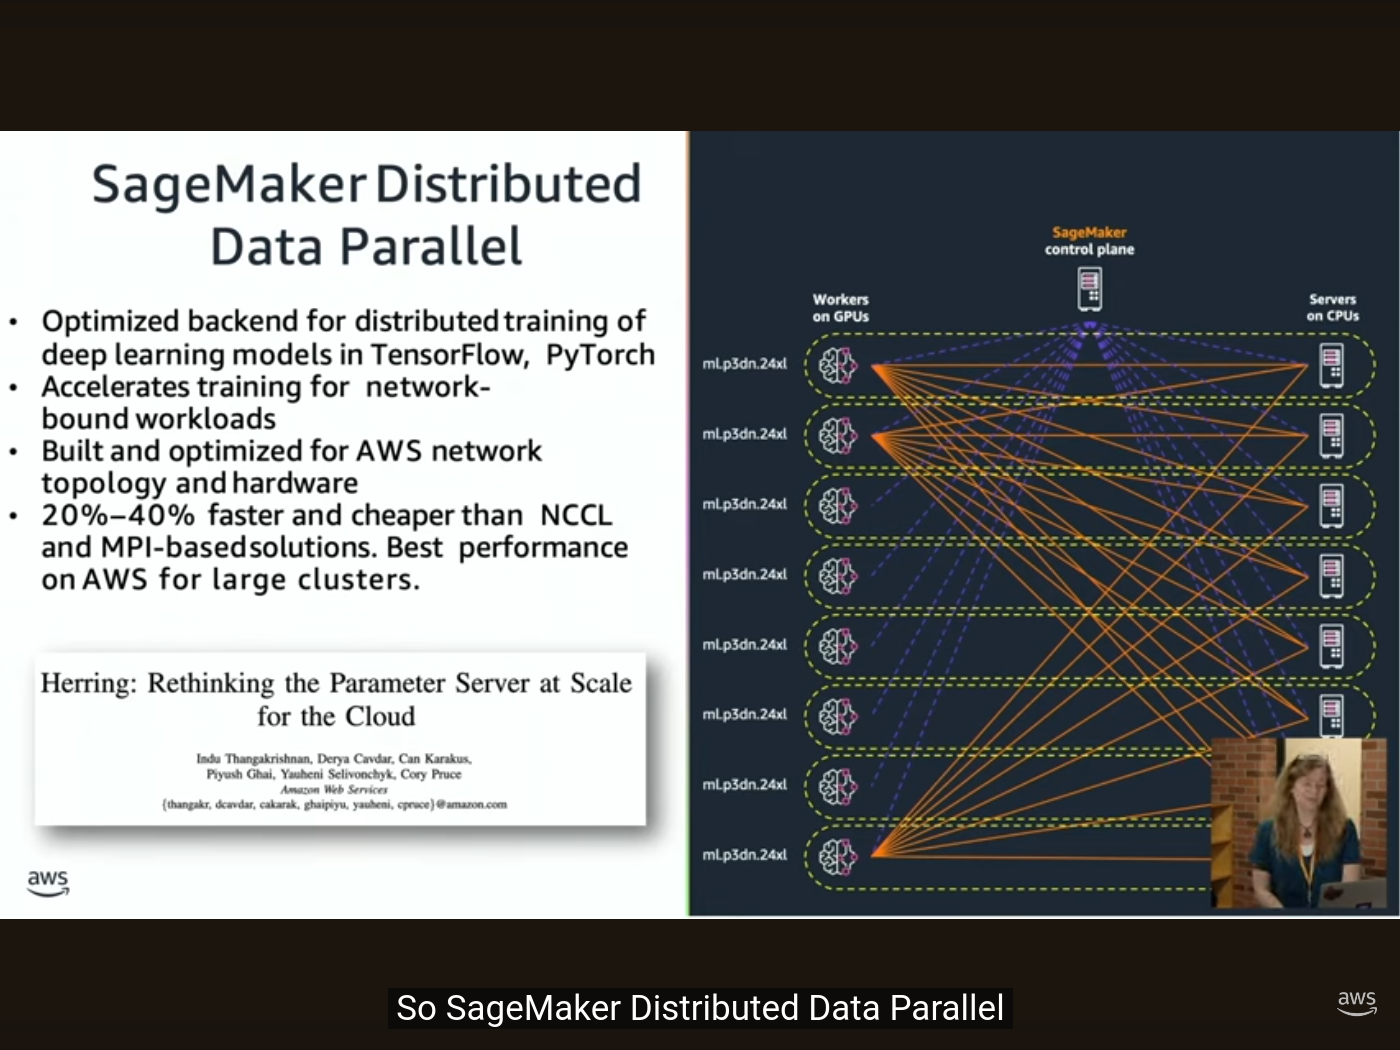 SageMaker Distributed
Data Parallel
• Optimized backend for distributed training of
deep learning models in TensorFlow, PyTorch
• Accelerates training for network-
bound workloads
• Built and optimized for AWS network
topology and hardware
• 20%–40% faster and cheaper than NCCL
and MPI-based solutions. Best performance
on AWS for large clusters.
Herring: Rethinking the Parameter Server at Scale
for the Cloud
Indu Thangakrishnan, Derya Cavdar, Can Karakus,
Piyush Ghai, Yauheni Selivonchyk, Cory Pruce
Amazon Web Services
{thangakr, dcavdar, cakarak, ghaipiyu, yauheni, cpruce}@amazon.com
aws
SageMaker
control plane
Workers
on GPUs
Servers
on CPUs
ml.p3dn.24xl
ml.p3dn.24xl
ml.p3dn.24xl
ml.p3dn.24xl
ml.p3dn.24xl
ml.p3dn.24xl
ml.p3dn.24xl
ml.p3dn.24xl
So SageMaker Distributed Data Parallel
aws